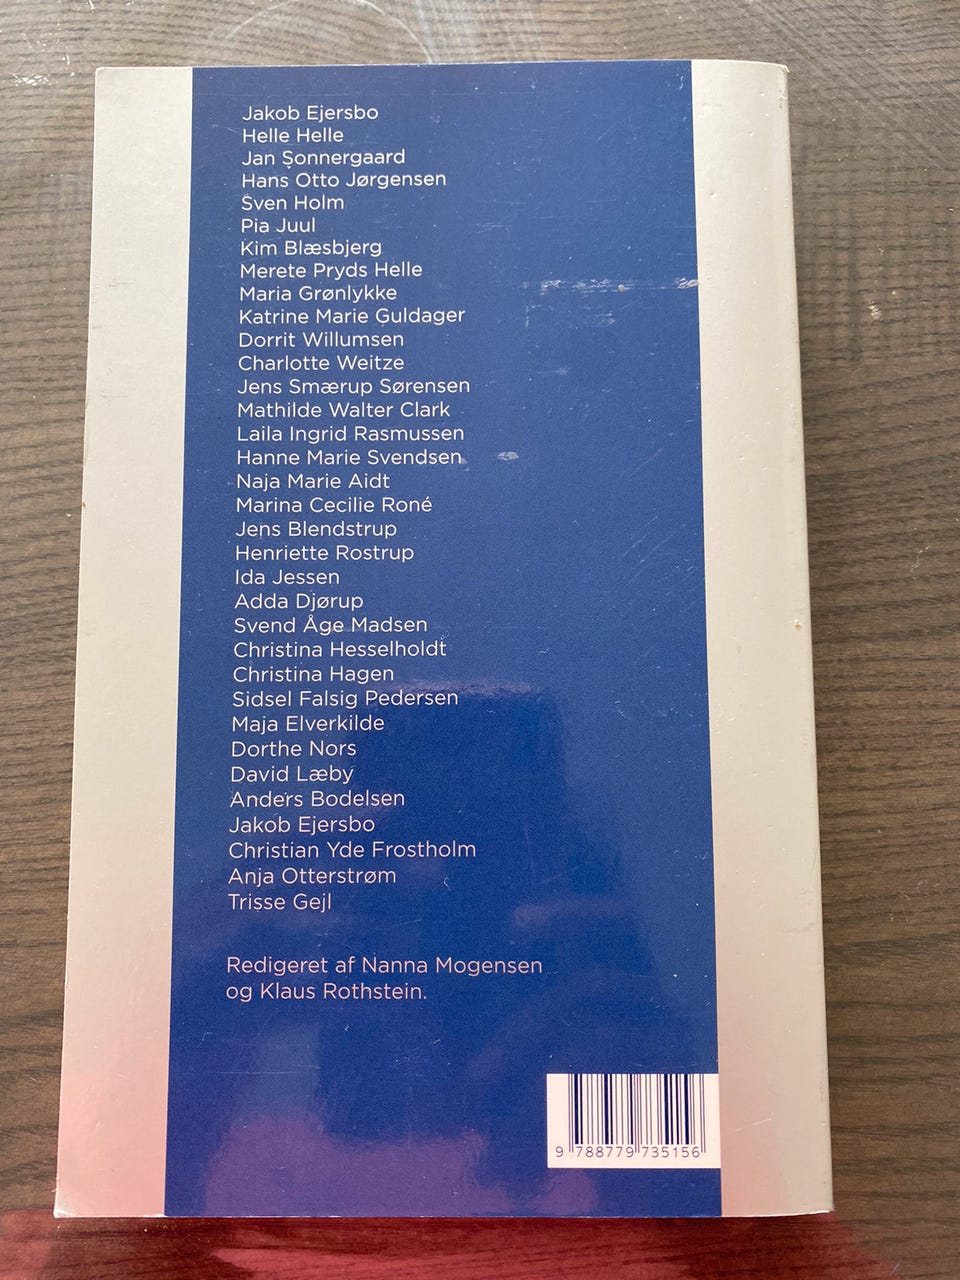 Jakob Ejersbo
Helle Helle
Jan Sonnergaard
Hans Otto Jørgensen
Sven Holm
Pia Juul
Kim Blæsbjerg
Merete Pryds Helle
Maria Grønlykke
Katrine Marie Guldager
Dorrit Willumsen
Charlotte Weitze
Jens Smærup Sørensen
Mathilde Walter Clark
Laila Ingrid Rasmussen
Hanne Marie Svendsen
Naja Marie Aidt
Marina Cecilie Roné
Jens Blendstrup
Henriette Rostrup
Ida Jessen
Adda Djørup
Svend Åge Madsen
Christina Hesselholdt
Christina Hagen
Sidsel Falsig Pedersen
Maja Elverkilde
Dorthe Nors
David Læby
Anders Bodelsen
Jakob Ejersbo
Christian Yde Frostholm
Anja Otterstrøm
Trisse Gejl
Redigeret af Nanna Mogensen
og Klaus Rothstein.
9 788779 735156